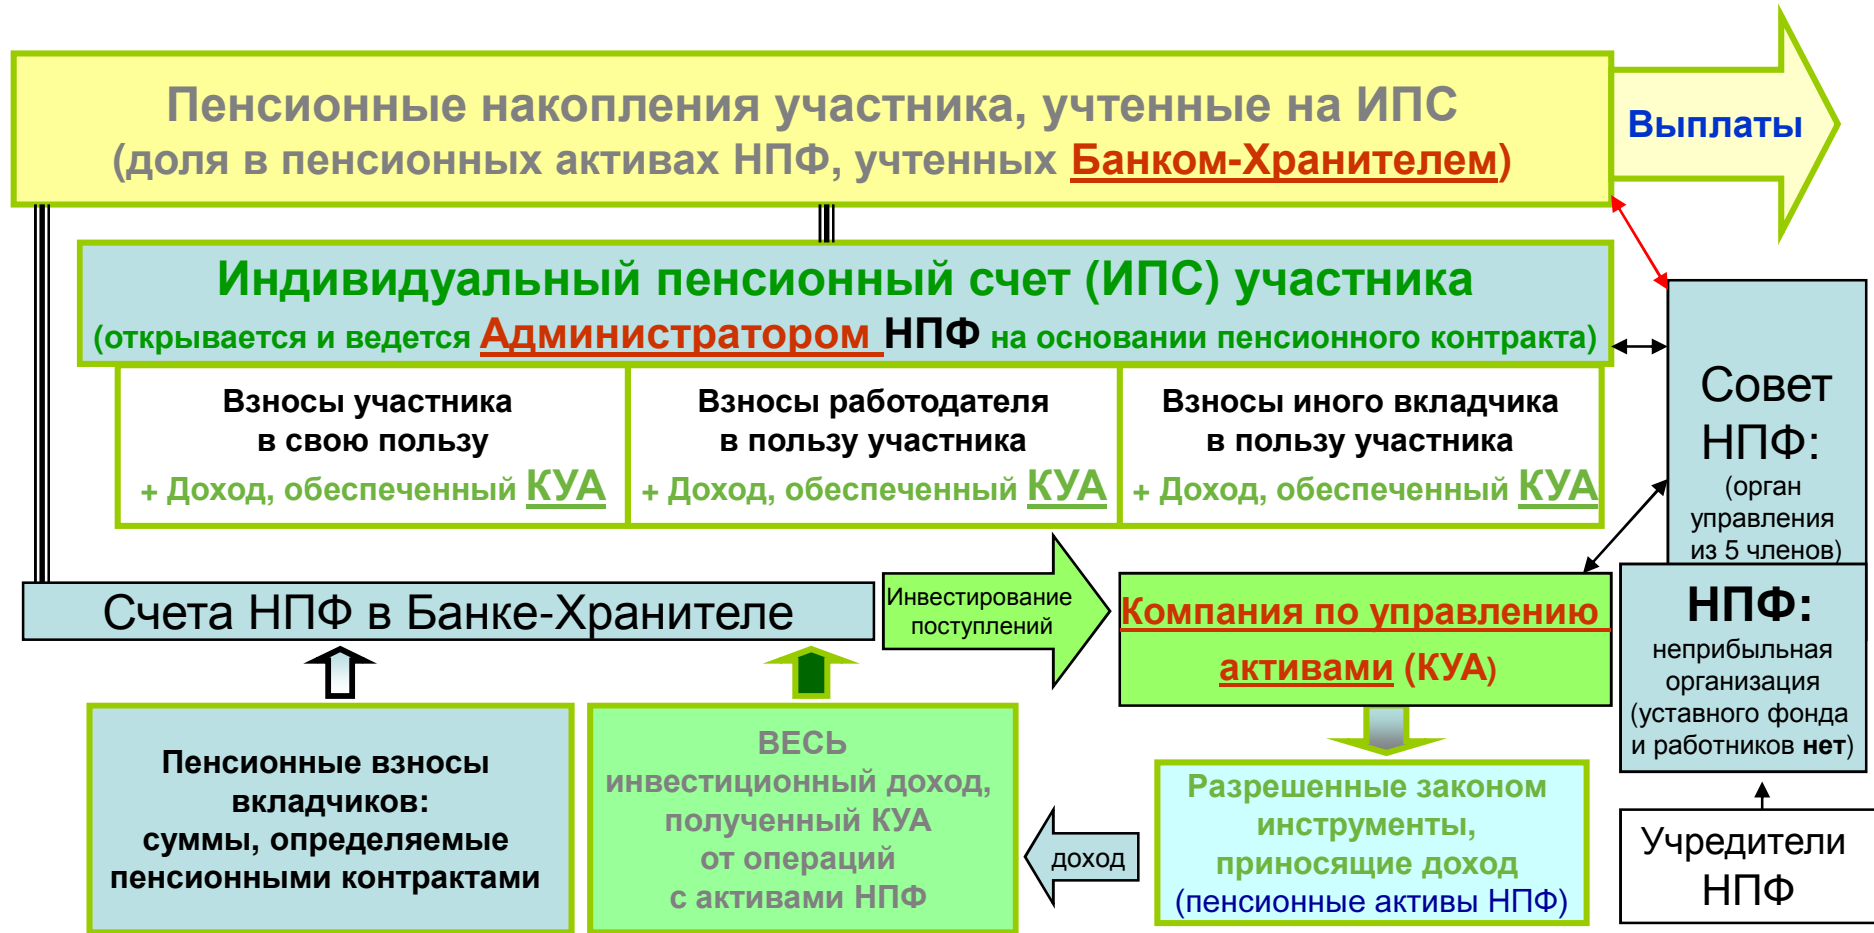 Пенсионные накопления участника, учтенные на ИПС
(доля в пенсионных активах НПФ, учтенных Банком-Хранителем)
Выплаты
Индивидуальный пенсионный счет (ИПС) участника
(открывается и ведется Администратором НПФ на основании пенсионного контракта)
Взносы участника
в свою пользу
+ Доход, обеспеченный КУА
Взносы работодателя
в пользу участника
+ Доход, обеспеченный КУА
Взносы иного вкладчика
в пользу участника
+ Доход, обеспеченный КУА
Совет
НПФ:
(орган
управления
из 5 членов)
Счета НПФ в Банке-Хранителе
Инвестирование
поступлений
Компания по управлению
активами (КУА)
НПФ:
неприбыльная
организация
(уставного фонда
и работников нет)
Пенсионные взносы
вкладчиков:
суммы, определяемые
пенсионными контрактами
ВЕСЬ
инвестиционный доход,
полученный КУА
от операций
с активами НПФ
доход
Разрешенные законом
инструменты,
приносящие доход
(пенсионные активы НПФ)
Учредители
НПФ